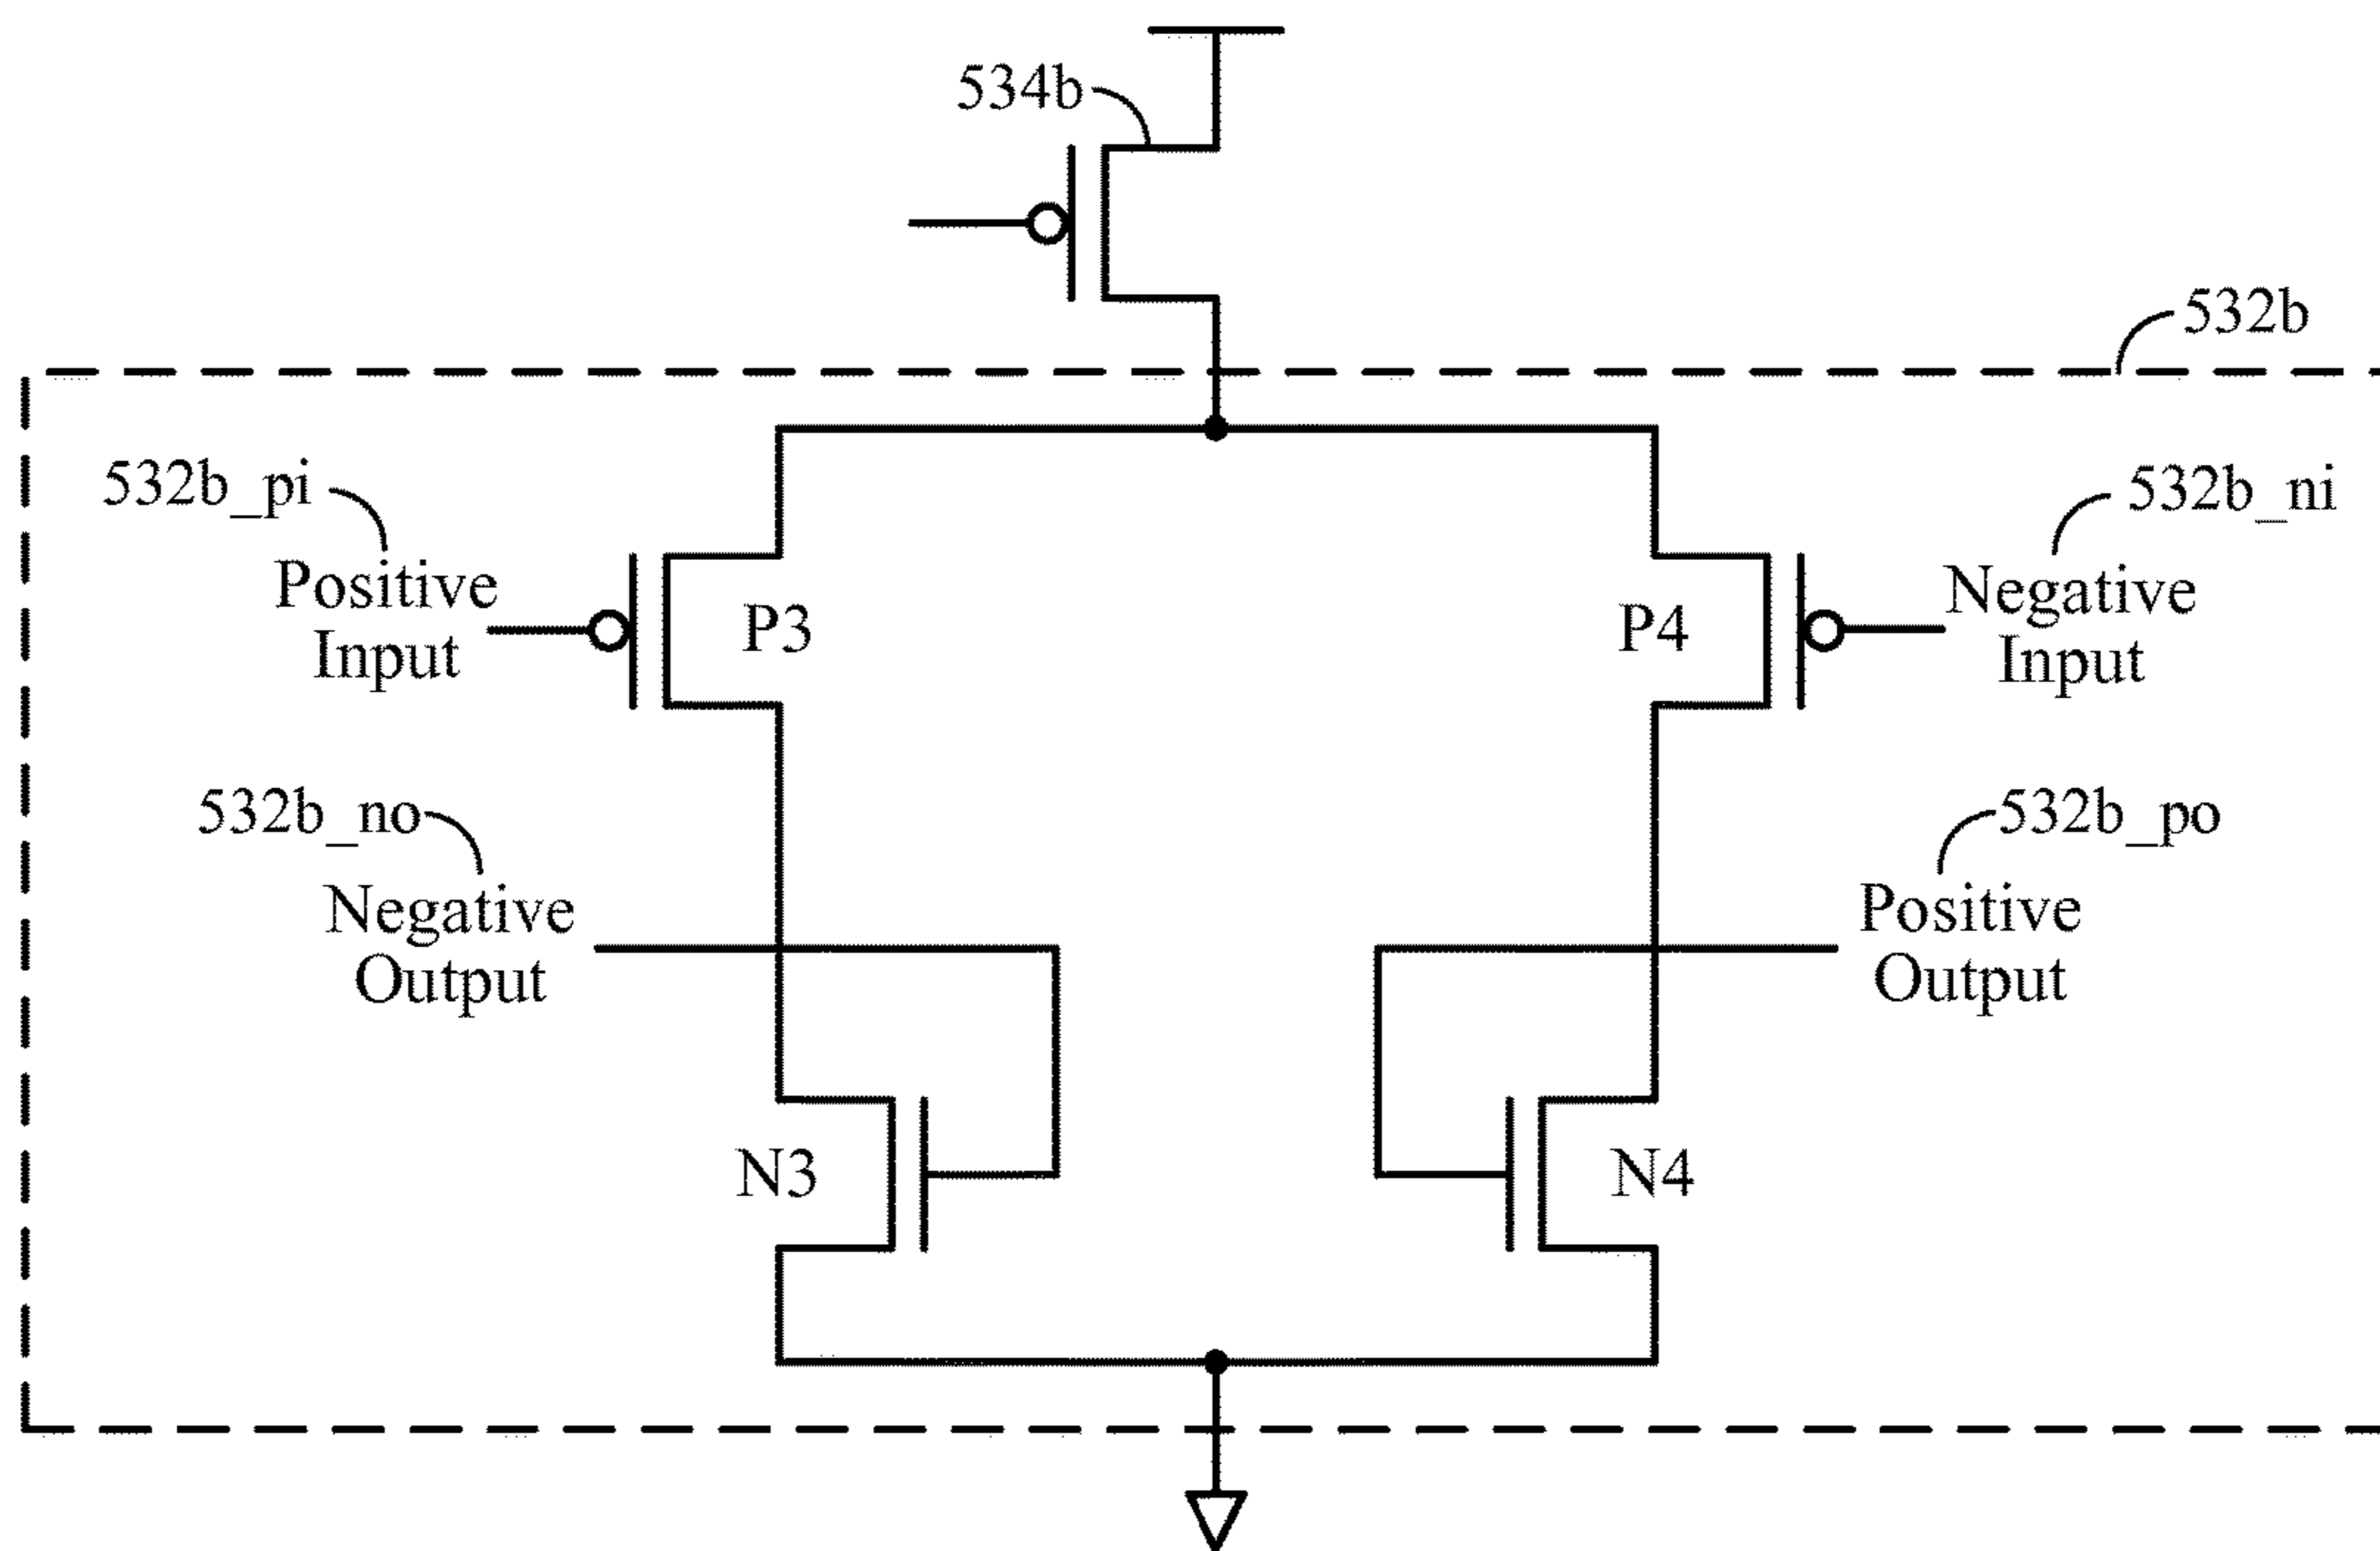 534b
532b
532b_pi
532b_ni
Positive
Input
P3
P4
Negative
Input
532b_no
532b_po
Negative
Output
Positive
Output
N3
N4